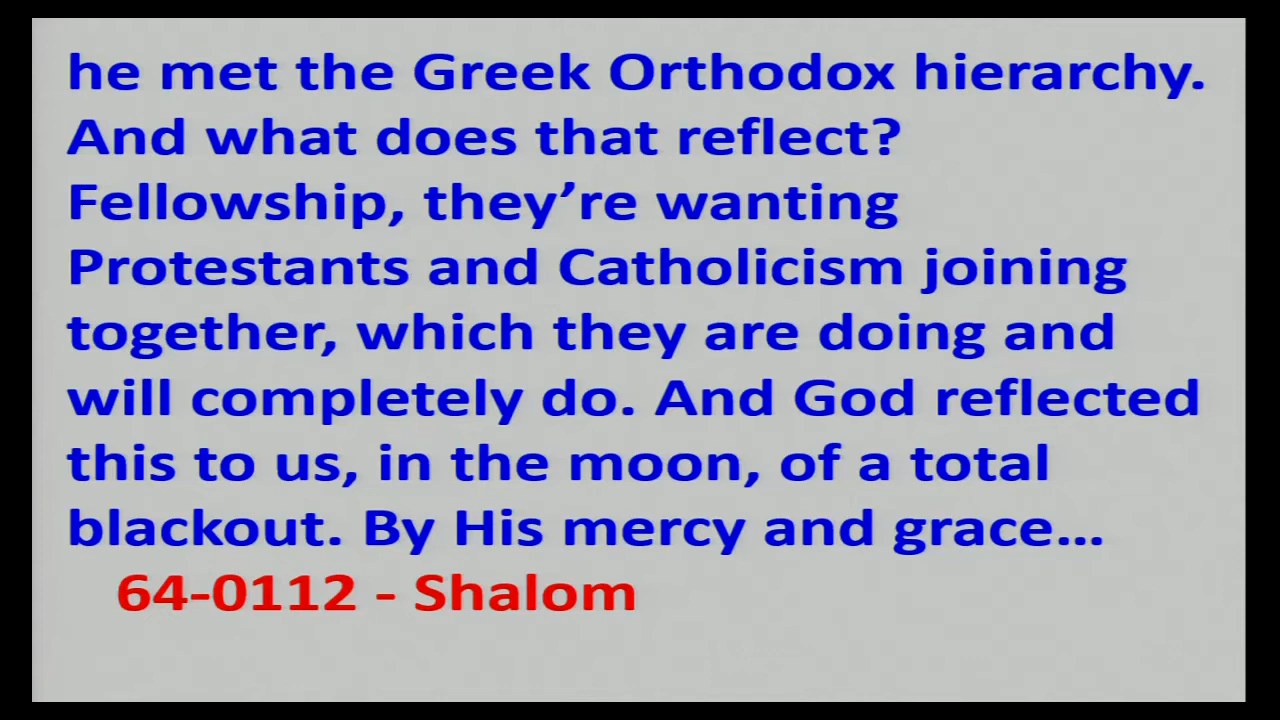 he met the Greek Orthodox hierarchy.
And what does that reflect?
Fellowship, they’re wanting
Protestants and Catholicism joining
together, which they are doing and
will completely do. And God reflected
this to us, in the moon, of a total
blackout. By His mercy and grace…
64-0112 - Shalom